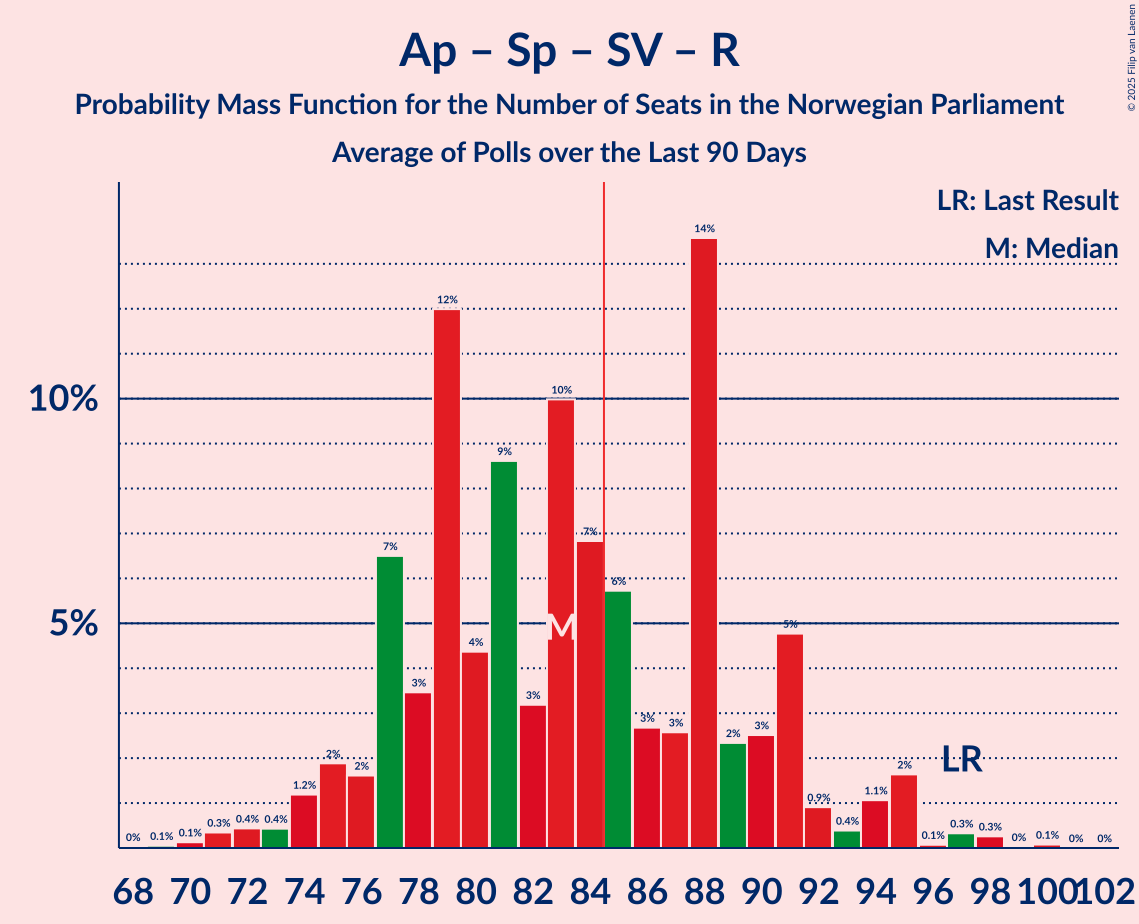 Ap – Sp – SV – R
Probability Mass Function for the Number of Seats in the Norwegian Parliament
Average of Polls over the Last 90 Days
© 2025 Filip van Laenen
LR: Last Result
M: Median
10%
5%
0% 0.1% 0.1% 0.3% 0.4% 0.4% 1.2% 2% 2% 7% 3% 12% 4% 9% 3% 10% 7% 6% 3% 3% 14% 2% 3% 5% 0.9% 0.4% 1.1% 2% 0.1% 0.3% 0.3% 0% 0.1% 0% 0%
M
LR
68 70 72 74 76 78 80 82 84 86 88 90 92 94 96 98 100 102